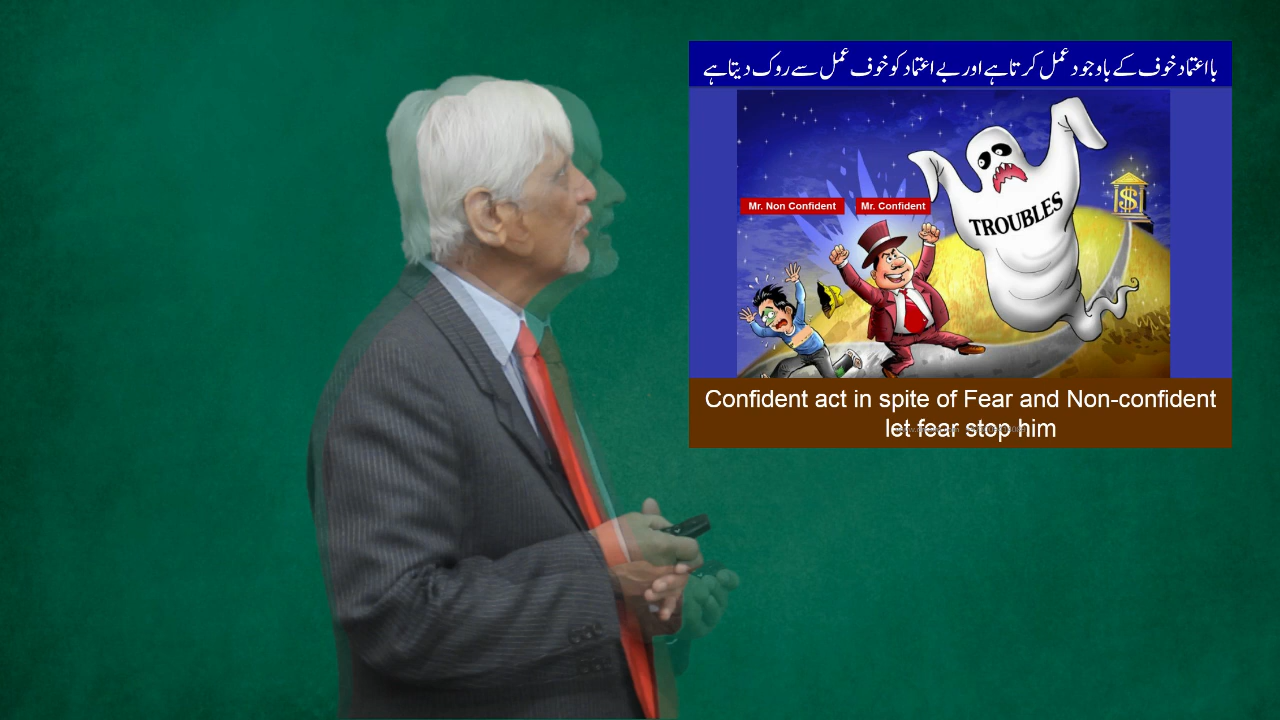 بااعتماد خوف کے باوجود عمل کرتا ہے اور بے اعتماد کو خوف عمل سے روک دیتا ہے
Mr. Non Confident
Mr. Confident
TROUBLES
$
Confident act in spite of Fear and Non-confident
let fear stop him